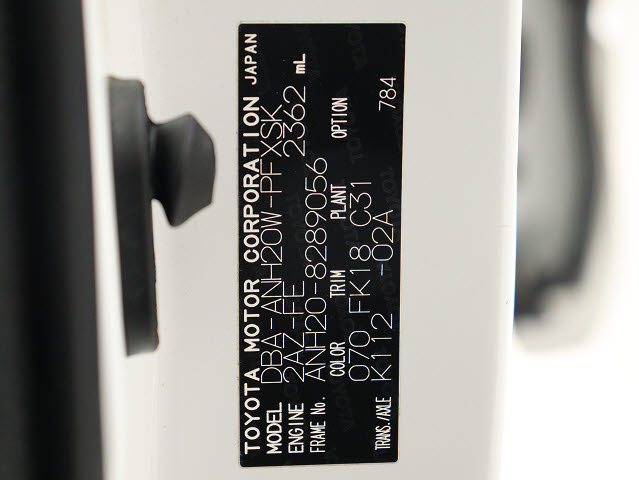 TOYOTA MOTOR CORPORATION JAPAN
MODEL DBA-ANH20W-PFXSK
ENGINE 2AZ-FE 2362 mL
FRAME No. ANH20-8289056
COLOR TRIM PLANT OPTION
070 FK18 C31
TRANS./AXLE K112 -02A 784